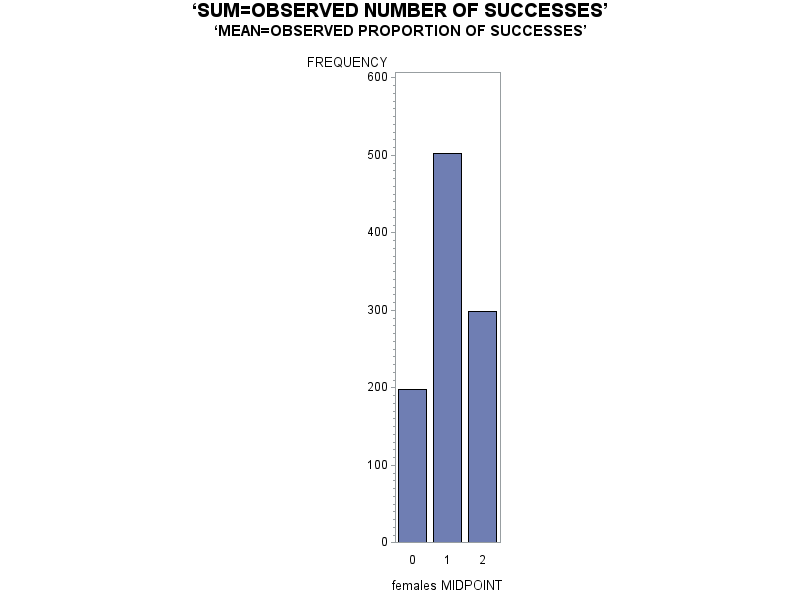 ‘SUM=OBSERVED NUMBER OF SUCCESSES’
‘MEAN=OBSERVED PROPORTION OF SUCCESSES’
FREQUENCY
600
500
400
300
200
100
0
0 1 2
females MIDPOINT